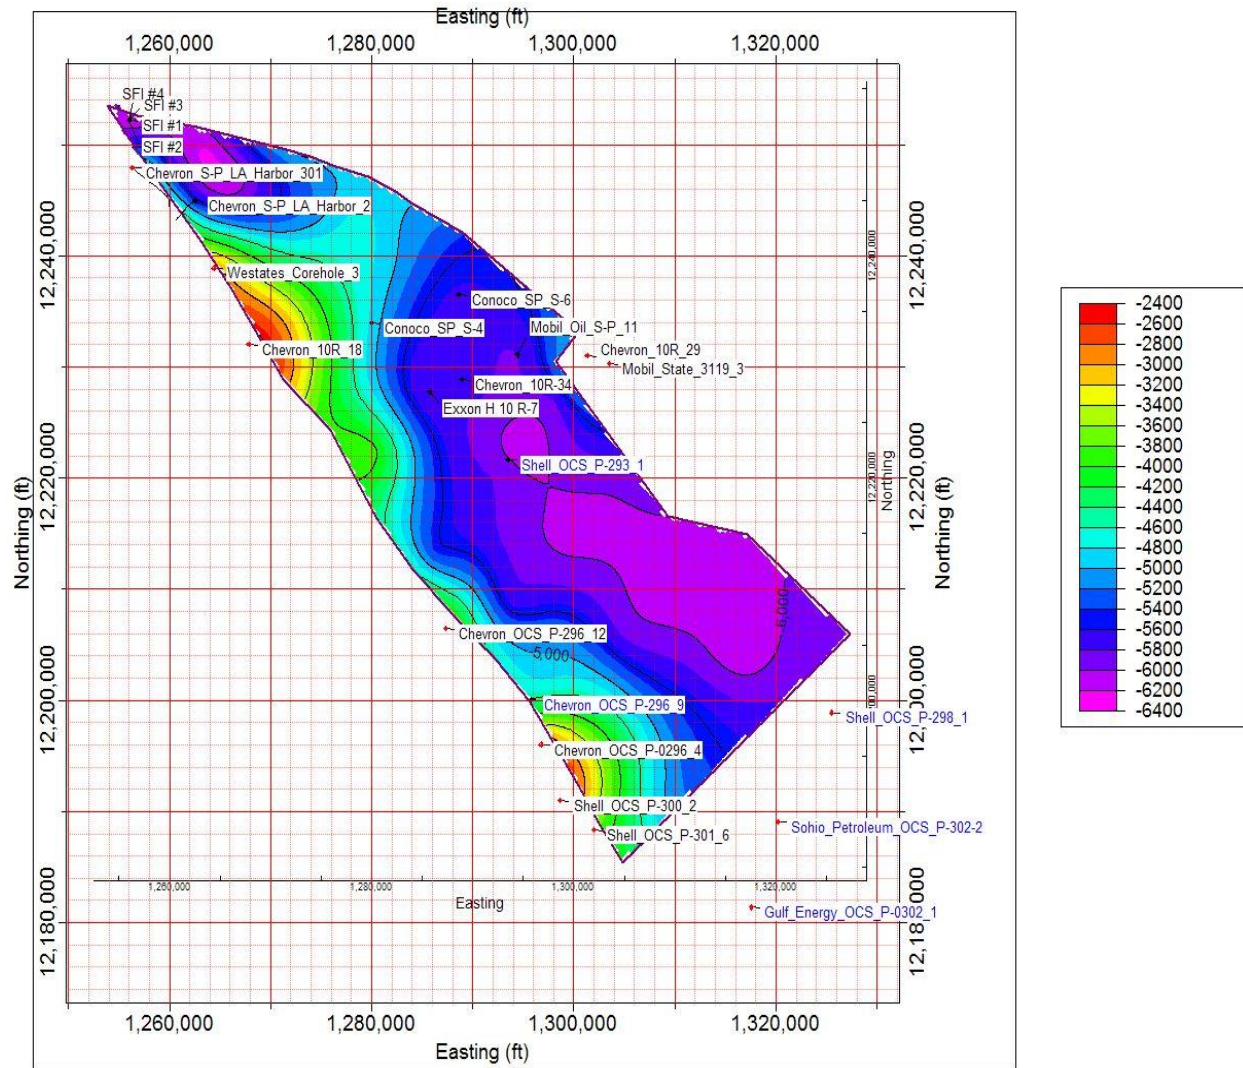 Easting (ft)
1,260,000
1,280,000
1,300,000
1,320,000
SFI #4
SFI #3
SFI #1
SFI #2
Chevron_S-P_LA_Harbor_301
Chevron_S-P_LA_Harbor_2
12,240,000
12,240,000
12,240,000
Westates_Corehole_3
Conoco_SP_S-6
Mobil_Oil_S-P_11
Conoco_SP_S-4
Chevron_10R_18
Chevron_10R_29
Mobil_State_3119_3
Chevron_10R-34
Exxon H 10 R-7
Shell_OCS_P-293_1
12,220,000
12,220,000
12,220,000
Northing
Northing (ft)
Northing (ft)
6,000
Chevron_OCS_P-296_12
5,000
12,200,000
Chevron_OCS_P-296_9
Shell_OCS_P-298_1
Chevron_OCS_P-0296_4
Shell_OCS_P-300_2
Shell_OCS_P-301_6
Sohio_Petroleum_OCS_P-302-2
1,260,000
1,280,000
1,300,000
1,320,000
Easting
Gulf_Energy_OCS_P-0302_1
12,180,000
1,260,000
1,280,000
1,300,000
1,320,000
Easting (ft)
-2400
-2600
-2800
-3000
-3200
-3400
-3600
-3800
-4000
-4200
-4400
-4600
-4800
-5000
-5200
-5400
-5600
-5800
-6000
-6200
-6400